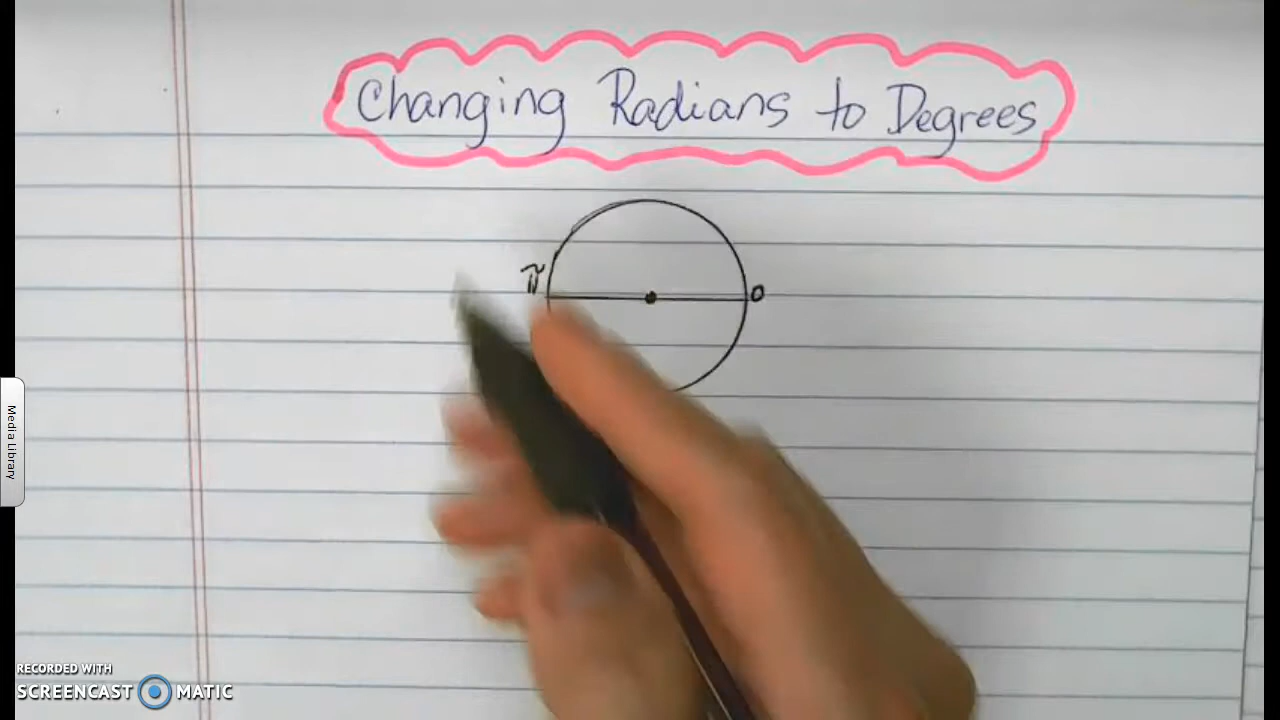 Changing Radians to Degrees
π 0
Media Library
RECORDED WITH
SCREENCAST MATIC